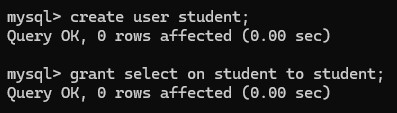 mysql> create user student;
Query OK, 0 rows affected (0.00 sec)
mysql> grant select on student to student;
Query OK, 0 rows affected (0.00 sec)